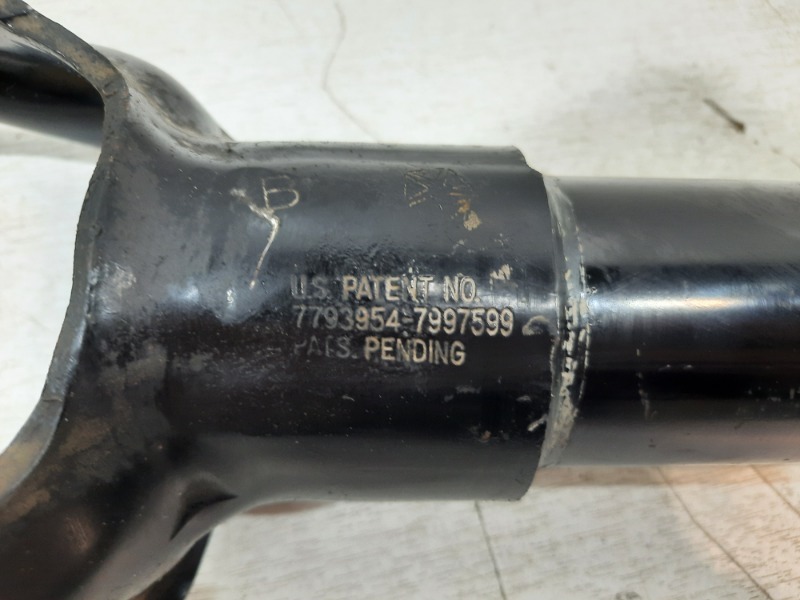 B
U.S. PATENT NO.
7793954-7997599
PATS. PENDING